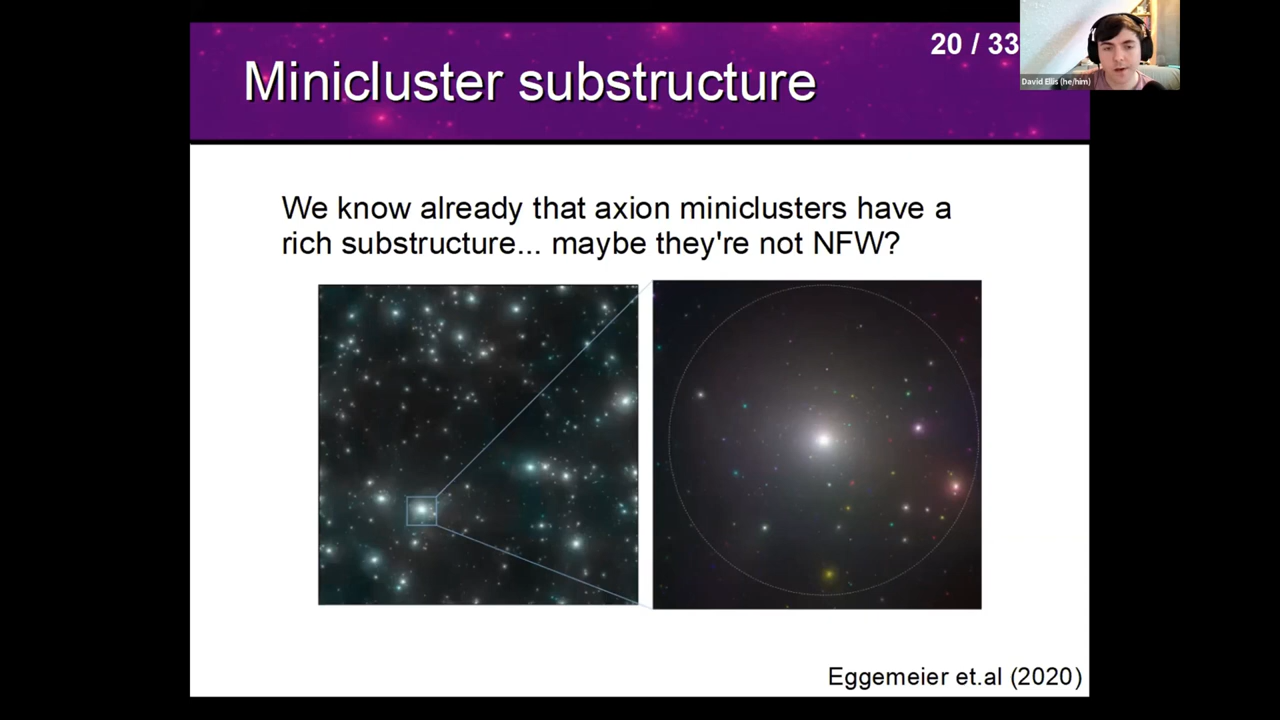 20 / 33
Minicluster substructure
David Ellis (he/him)
We know already that axion miniclusters have a
rich substructure... maybe they're not NFW?
Eggemeier et.al (2020)